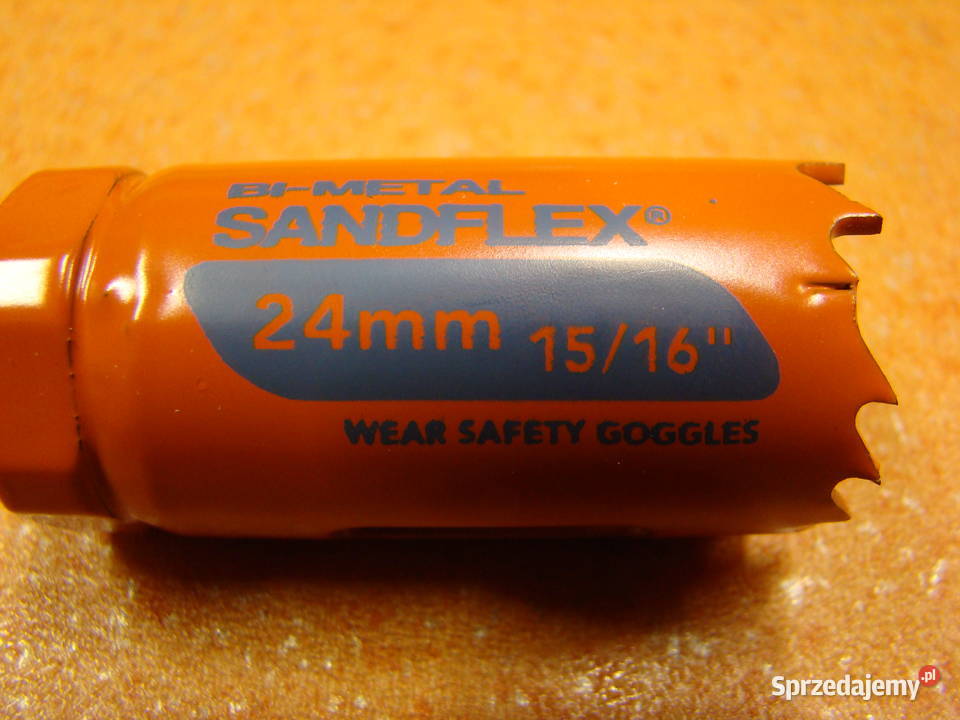 BI-METAL
SANDFLEX®
24mm 15/16"
WEAR SAFETY GOGGLES
Sprzedajemy.pl